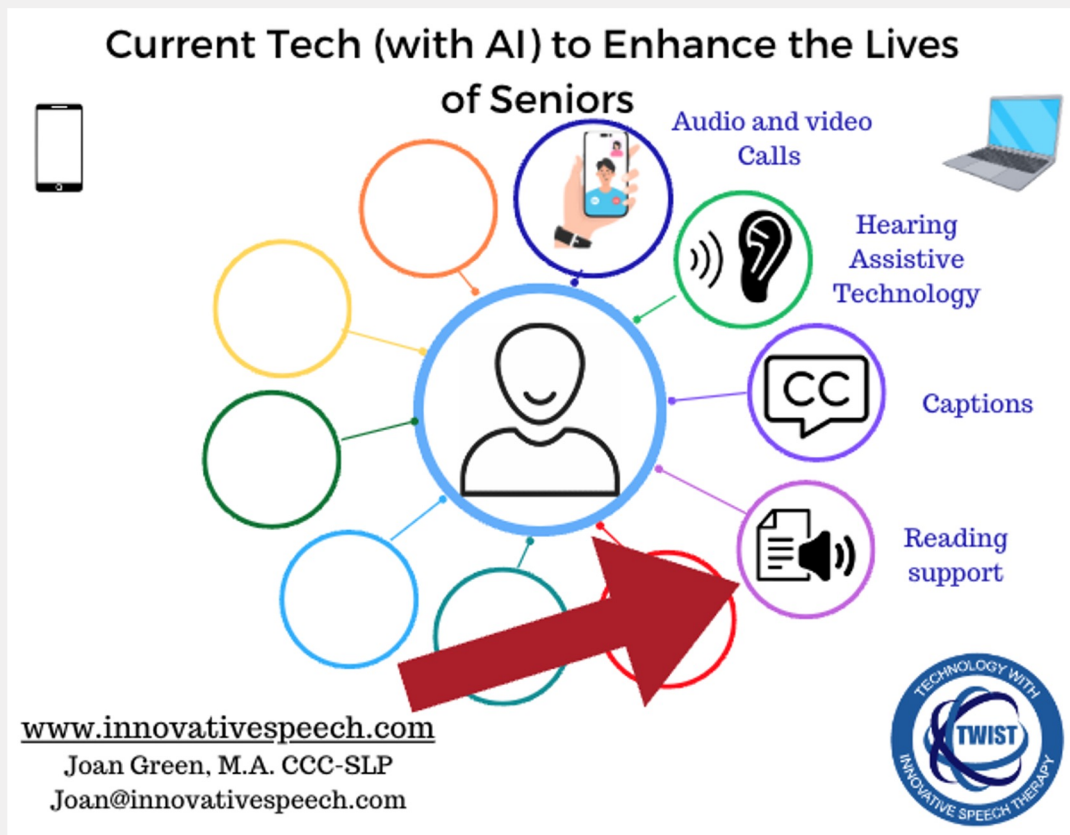 Current Tech (with AI) to Enhance the Lives
of Seniors
Audio and video
Calls
Hearing
Assistive
Technology
CC
Captions
Reading
support
www.innovativespeech.com
Joan Green, M.A. CCC-SLP
Joan@innovativespeech.com
TECHNOLOGY WITH
TWIST
INNOVATIVE SPEECH THERAPY